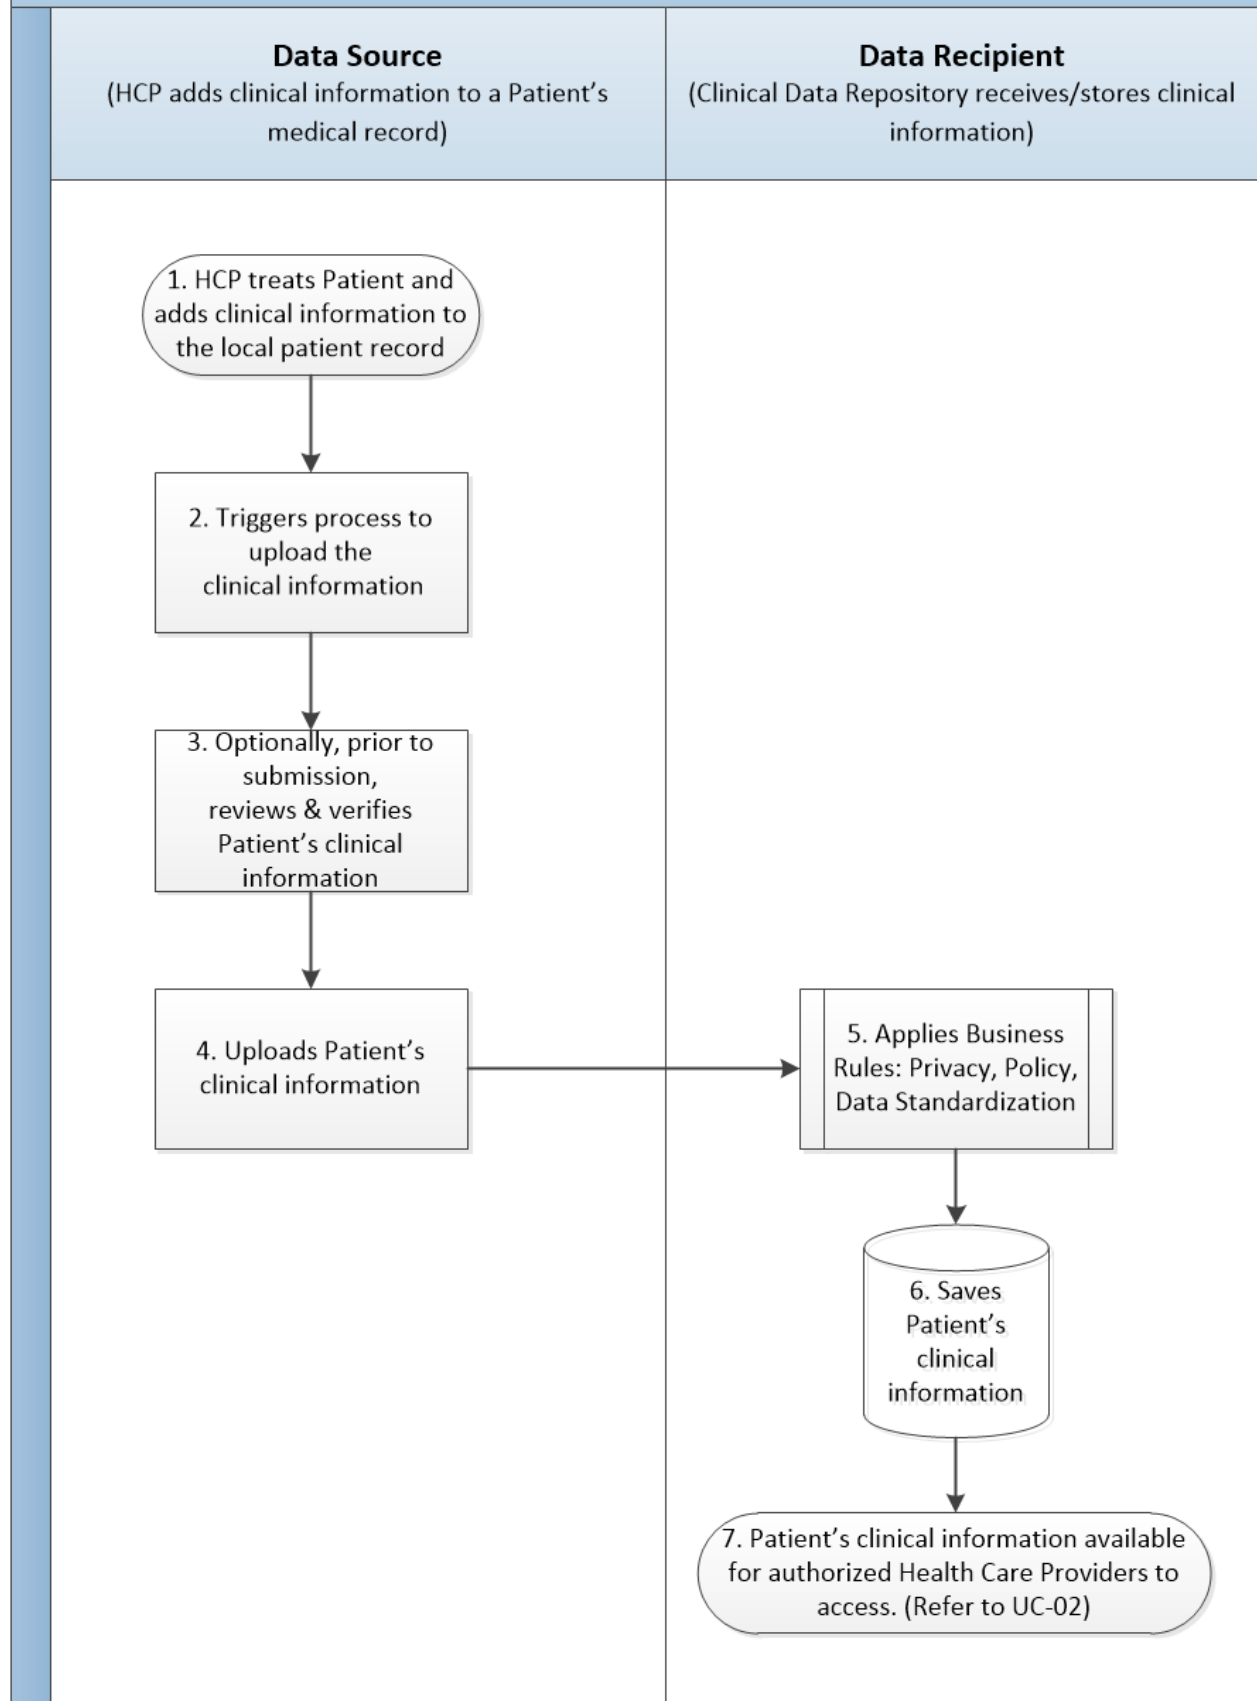 Data Source
(HCP adds clinical information to a Patient’s
medical record)
Data Recipient
(Clinical Data Repository receives/stores clinical
information)
1. HCP treats Patient and
adds clinical information to
the local patient record
2. Triggers process to
upload the
clinical information
3. Optionally, prior to
submission,
reviews & verifies
Patient’s clinical
information
4. Uploads Patient’s
clinical information
5. Applies Business
Rules: Privacy, Policy,
Data Standardization
6. Saves
Patient’s
clinical
information
7. Patient’s clinical information available
for authorized Health Care Providers to
access. (Refer to UC-02)